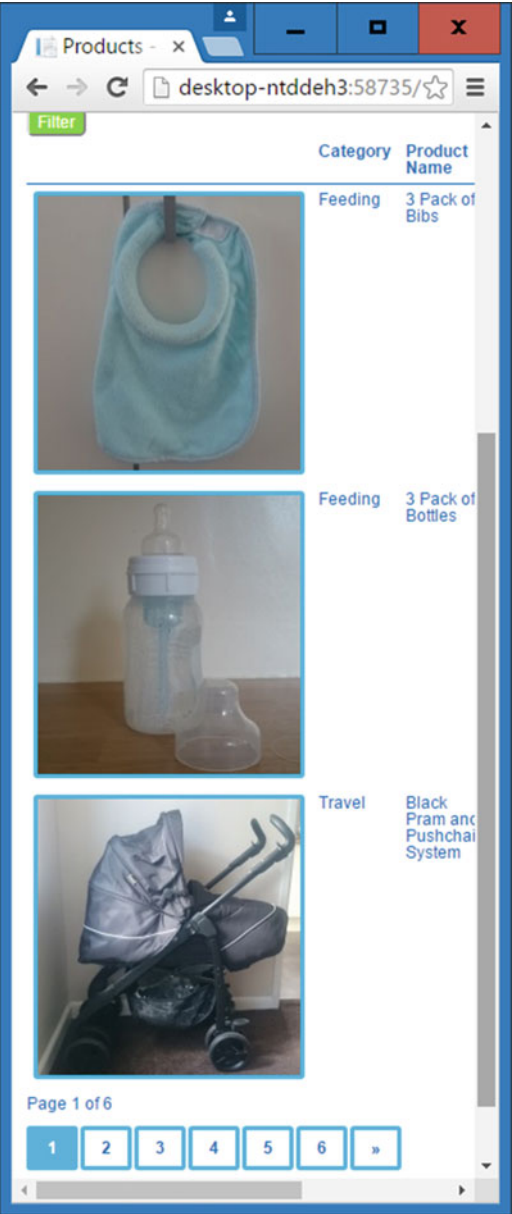 Products -
desktop-ntddeh3:58735/
Filter
Category Product
Name
Feeding 3 Pack of
Bibs
Feeding 3 Pack of
Bottles
Travel Black
Pram and
Pushchai
System
Page 1 of 6
1 2 3 4 5 6 »